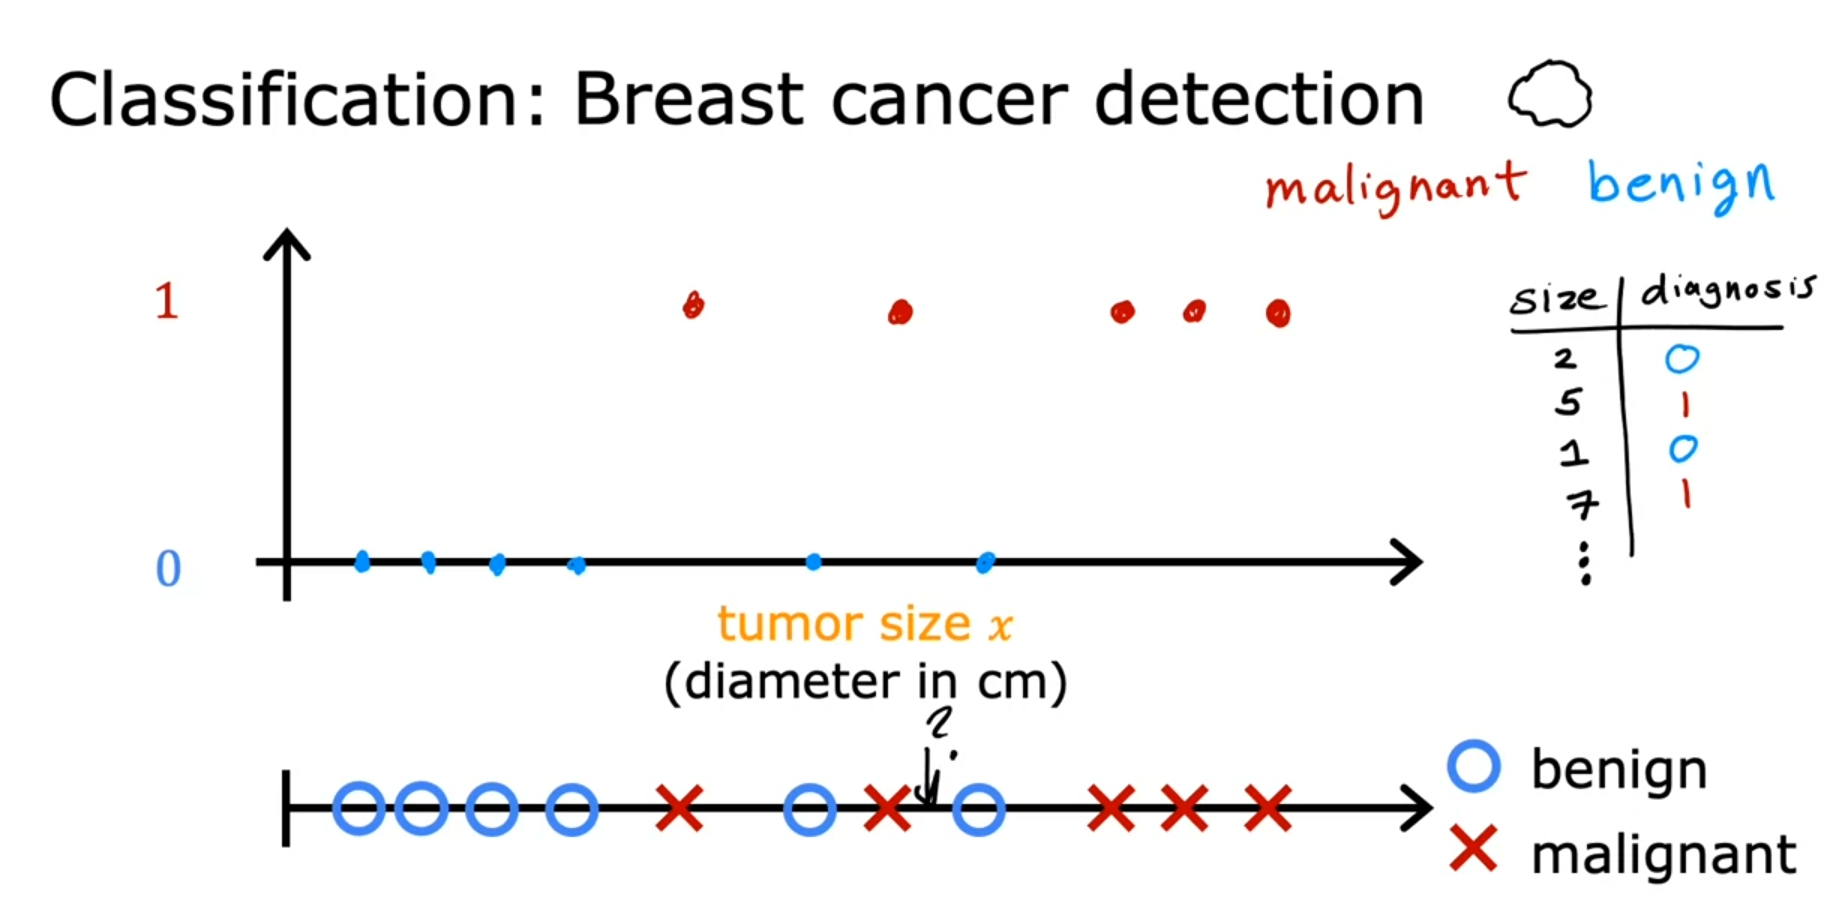 Classification: Breast cancer detection
malignant benign
1
size diagnosis
2 0
5 1
1 0
7 1
⋮
0
tumor size x
(diameter in cm)
?
benign
malignant